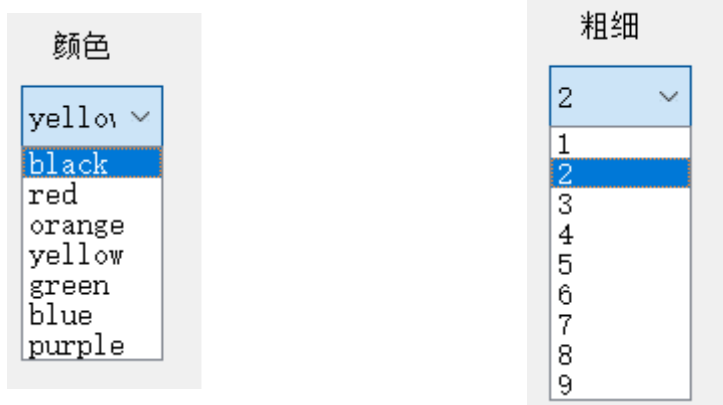 颜色
yellow
black
red
orange
yellow
green
blue
purple
粗细
2
1
2
3
4
5
6
7
8
9